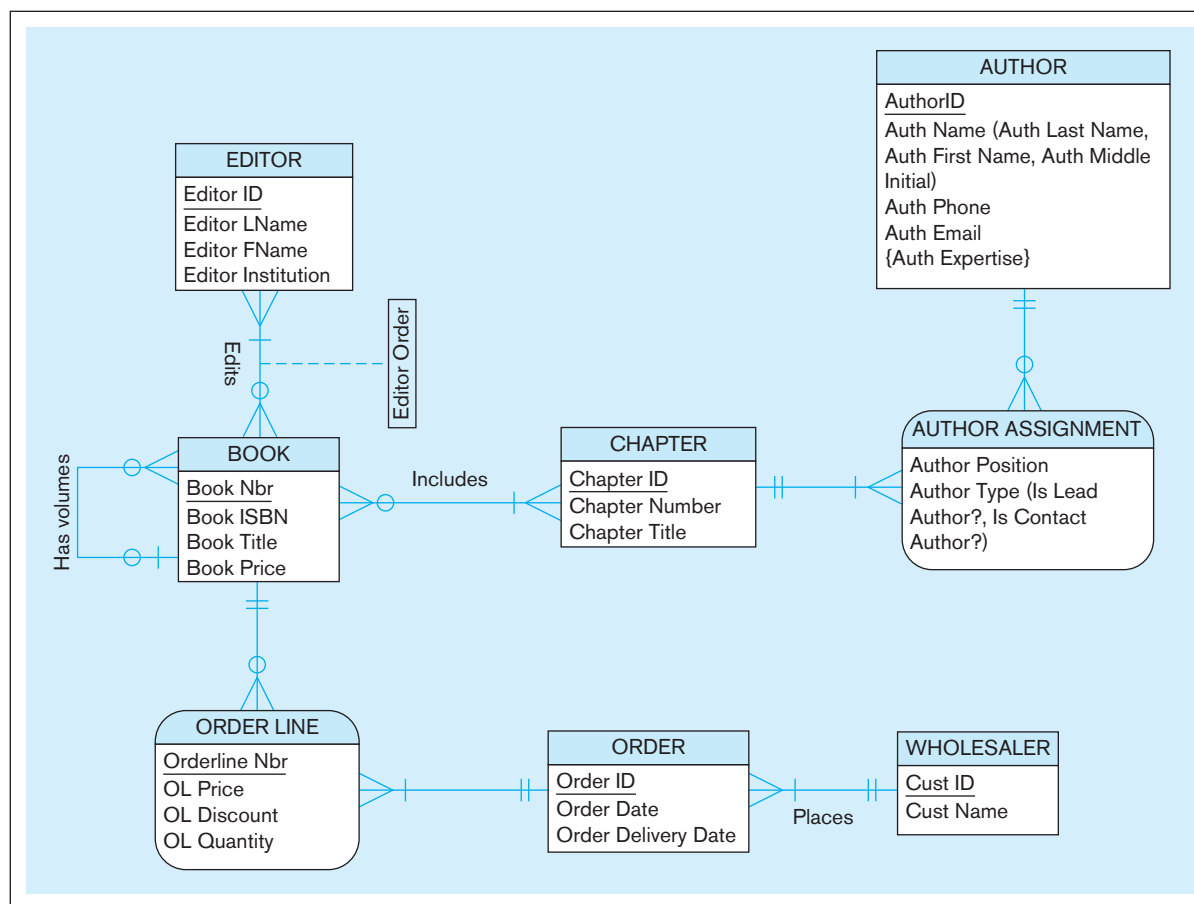 AUTHOR
AuthorID
Auth Name (Auth Last Name,
Auth First Name, Auth Middle
Initial)
Auth Phone
Auth Email
{Auth Expertise}
EDITOR
Editor ID
Editor LName
Editor FName
Editor Institution
Edits
Editor Order
BOOK
Book Nbr
Book ISBN
Book Title
Book Price
Has volumes
Includes
CHAPTER
Chapter ID
Chapter Number
Chapter Title
AUTHOR ASSIGNMENT
Author Position
Author Type (Is Lead
Author?, Is Contact
Author?)
ORDER LINE
Orderline Nbr
OL Price
OL Discount
OL Quantity
ORDER
Order ID
Order Date
Order Delivery Date
Places
WHOLESALER
Cust ID
Cust Name